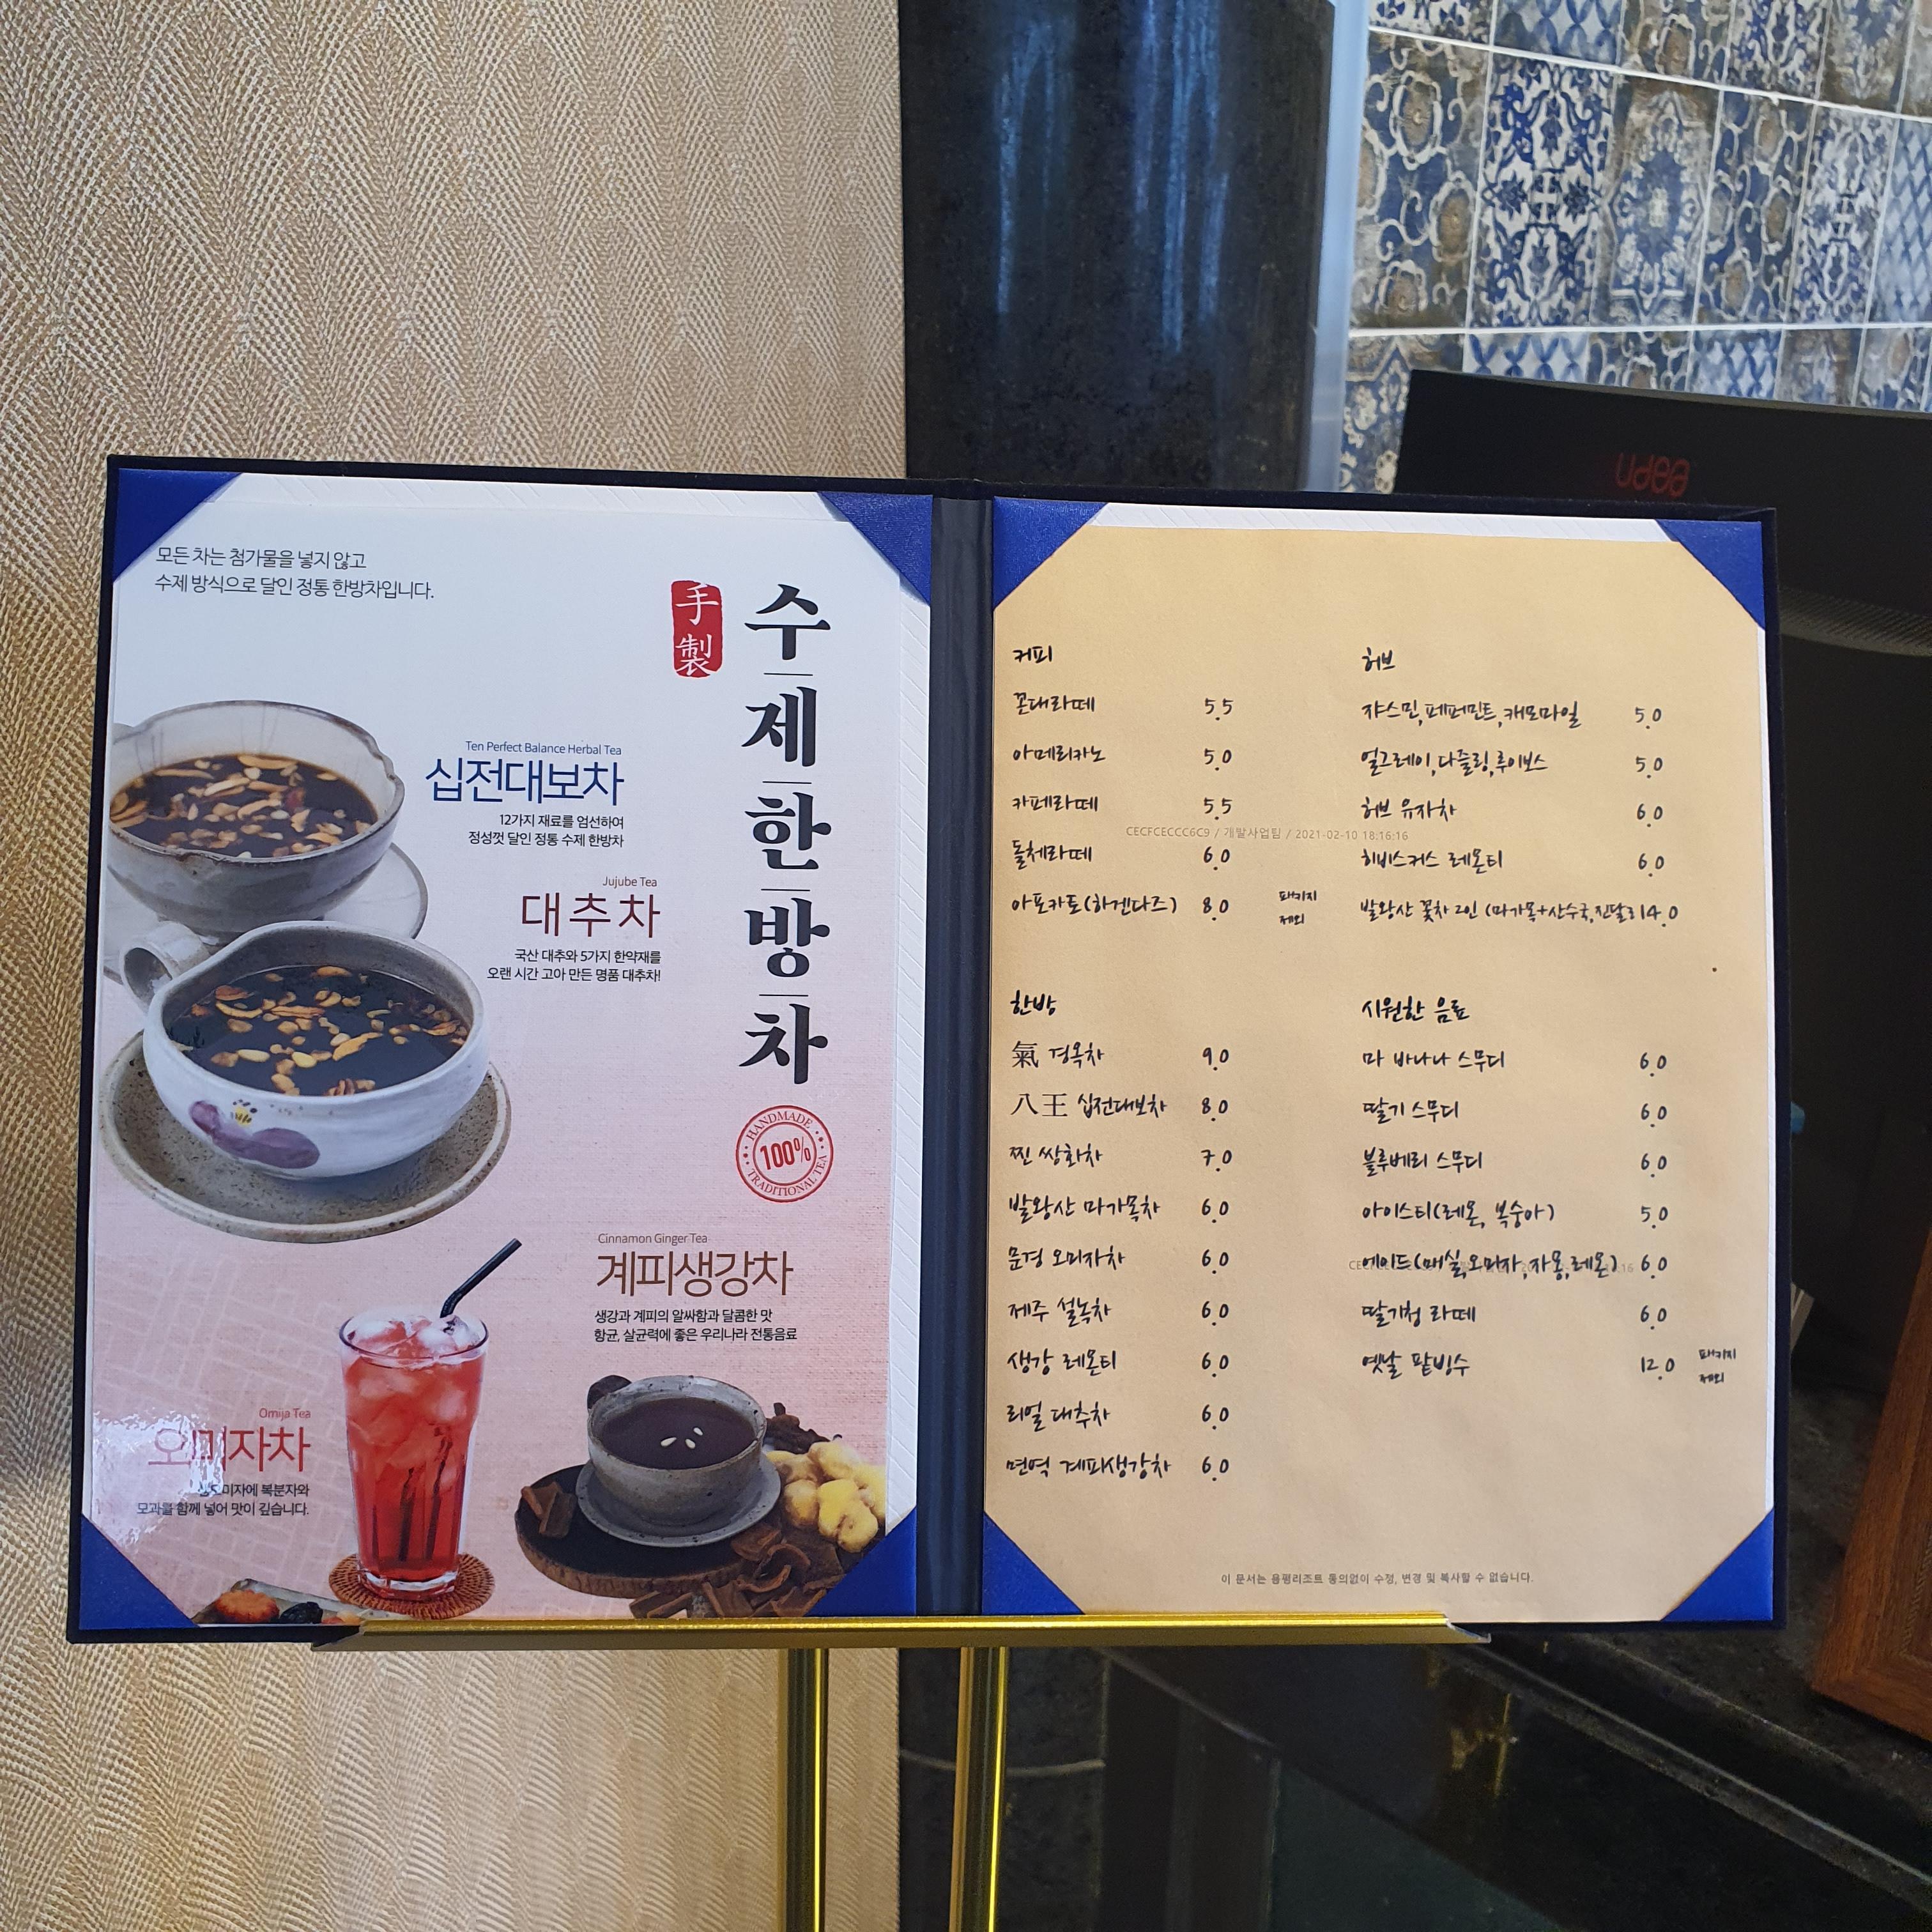 모든 차는 첨가물을 넣지 않고
수제 방식으로 달인 정통 한방차입니다.
手製
수제한방차
Ten Perfect Balance Herbal Tea
십전대보차
12가지 재료를 엄선하여
정성껏 달인 정통 수제 한방차
Jujube Tea
대추차
국산 대추와 5가지 한약재를
오랜 시간 고아 만든 명품 대추차!
HANDMADE
100%
TRADITIONAL TEA
Cinnamon Ginger Tea
계피생강차
생강과 계피의 알싸함과 달콤한 맛
항균, 살균력에 좋은 우리나라 전통음료
Omija Tea
오미자차
복분자와
모과를 함께 넣어 맛이 깊습니다.
커피
꼰대라떼 5.5
아메리카노 5.0
카페라떼 5.5
돌체라떼 6.0
아포카토(하겐다즈) 8.0 패키지 제외
허브
쟈스민,페퍼민트,캐모마일 5.0
얼그레이,다즐링,루이보스 5.0
허브 유자차 6.0
CECFCECCC6C9 / 개발사업팀 / 2021-02-10 18:16:16
히비스커스 레몬티 6.0
발왕산 꽃차 2인 (마가목+산수국,진달래 14.0
한방
氣 경옥차 9.0
八王 십전대보차 8.0
찐 쌍화차 7.0
발왕산 마가목차 6.0
문경 오미자차 6.0
제주 설녹차 6.0
생강 레몬티 6.0
리얼 대추차 6.0
면역 계피생강차 6.0
시원한 음료
마 바나나 스무디 6.0
딸기 스무디 6.0
블루베리 스무디 6.0
아이스티(레몬, 복숭아) 5.0
에이드(매실,오미자,자몽,레몬) 6.0
딸기청 라떼 6.0
옛날 팥빙수 12.0 패키지 제외
이 문서는 용평리조트 동의없이 수정, 변경 및 복사할 수 없습니다.